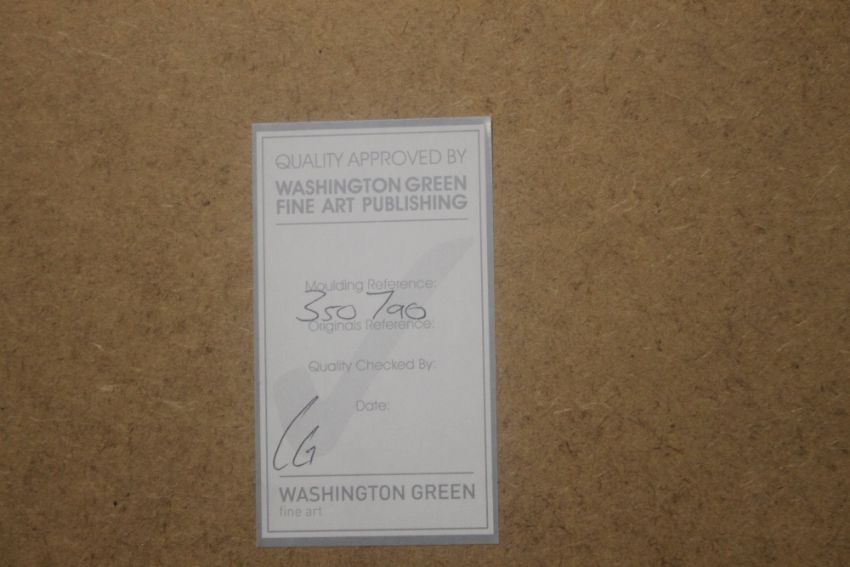 QUALITY APPROVED BY
WASHINGTON GREEN
FINE ART PUBLISHING
Moulding Reference:
350 790
Originals Reference:
Quality Checked By:
Date:
WASHINGTON GREEN
fine art